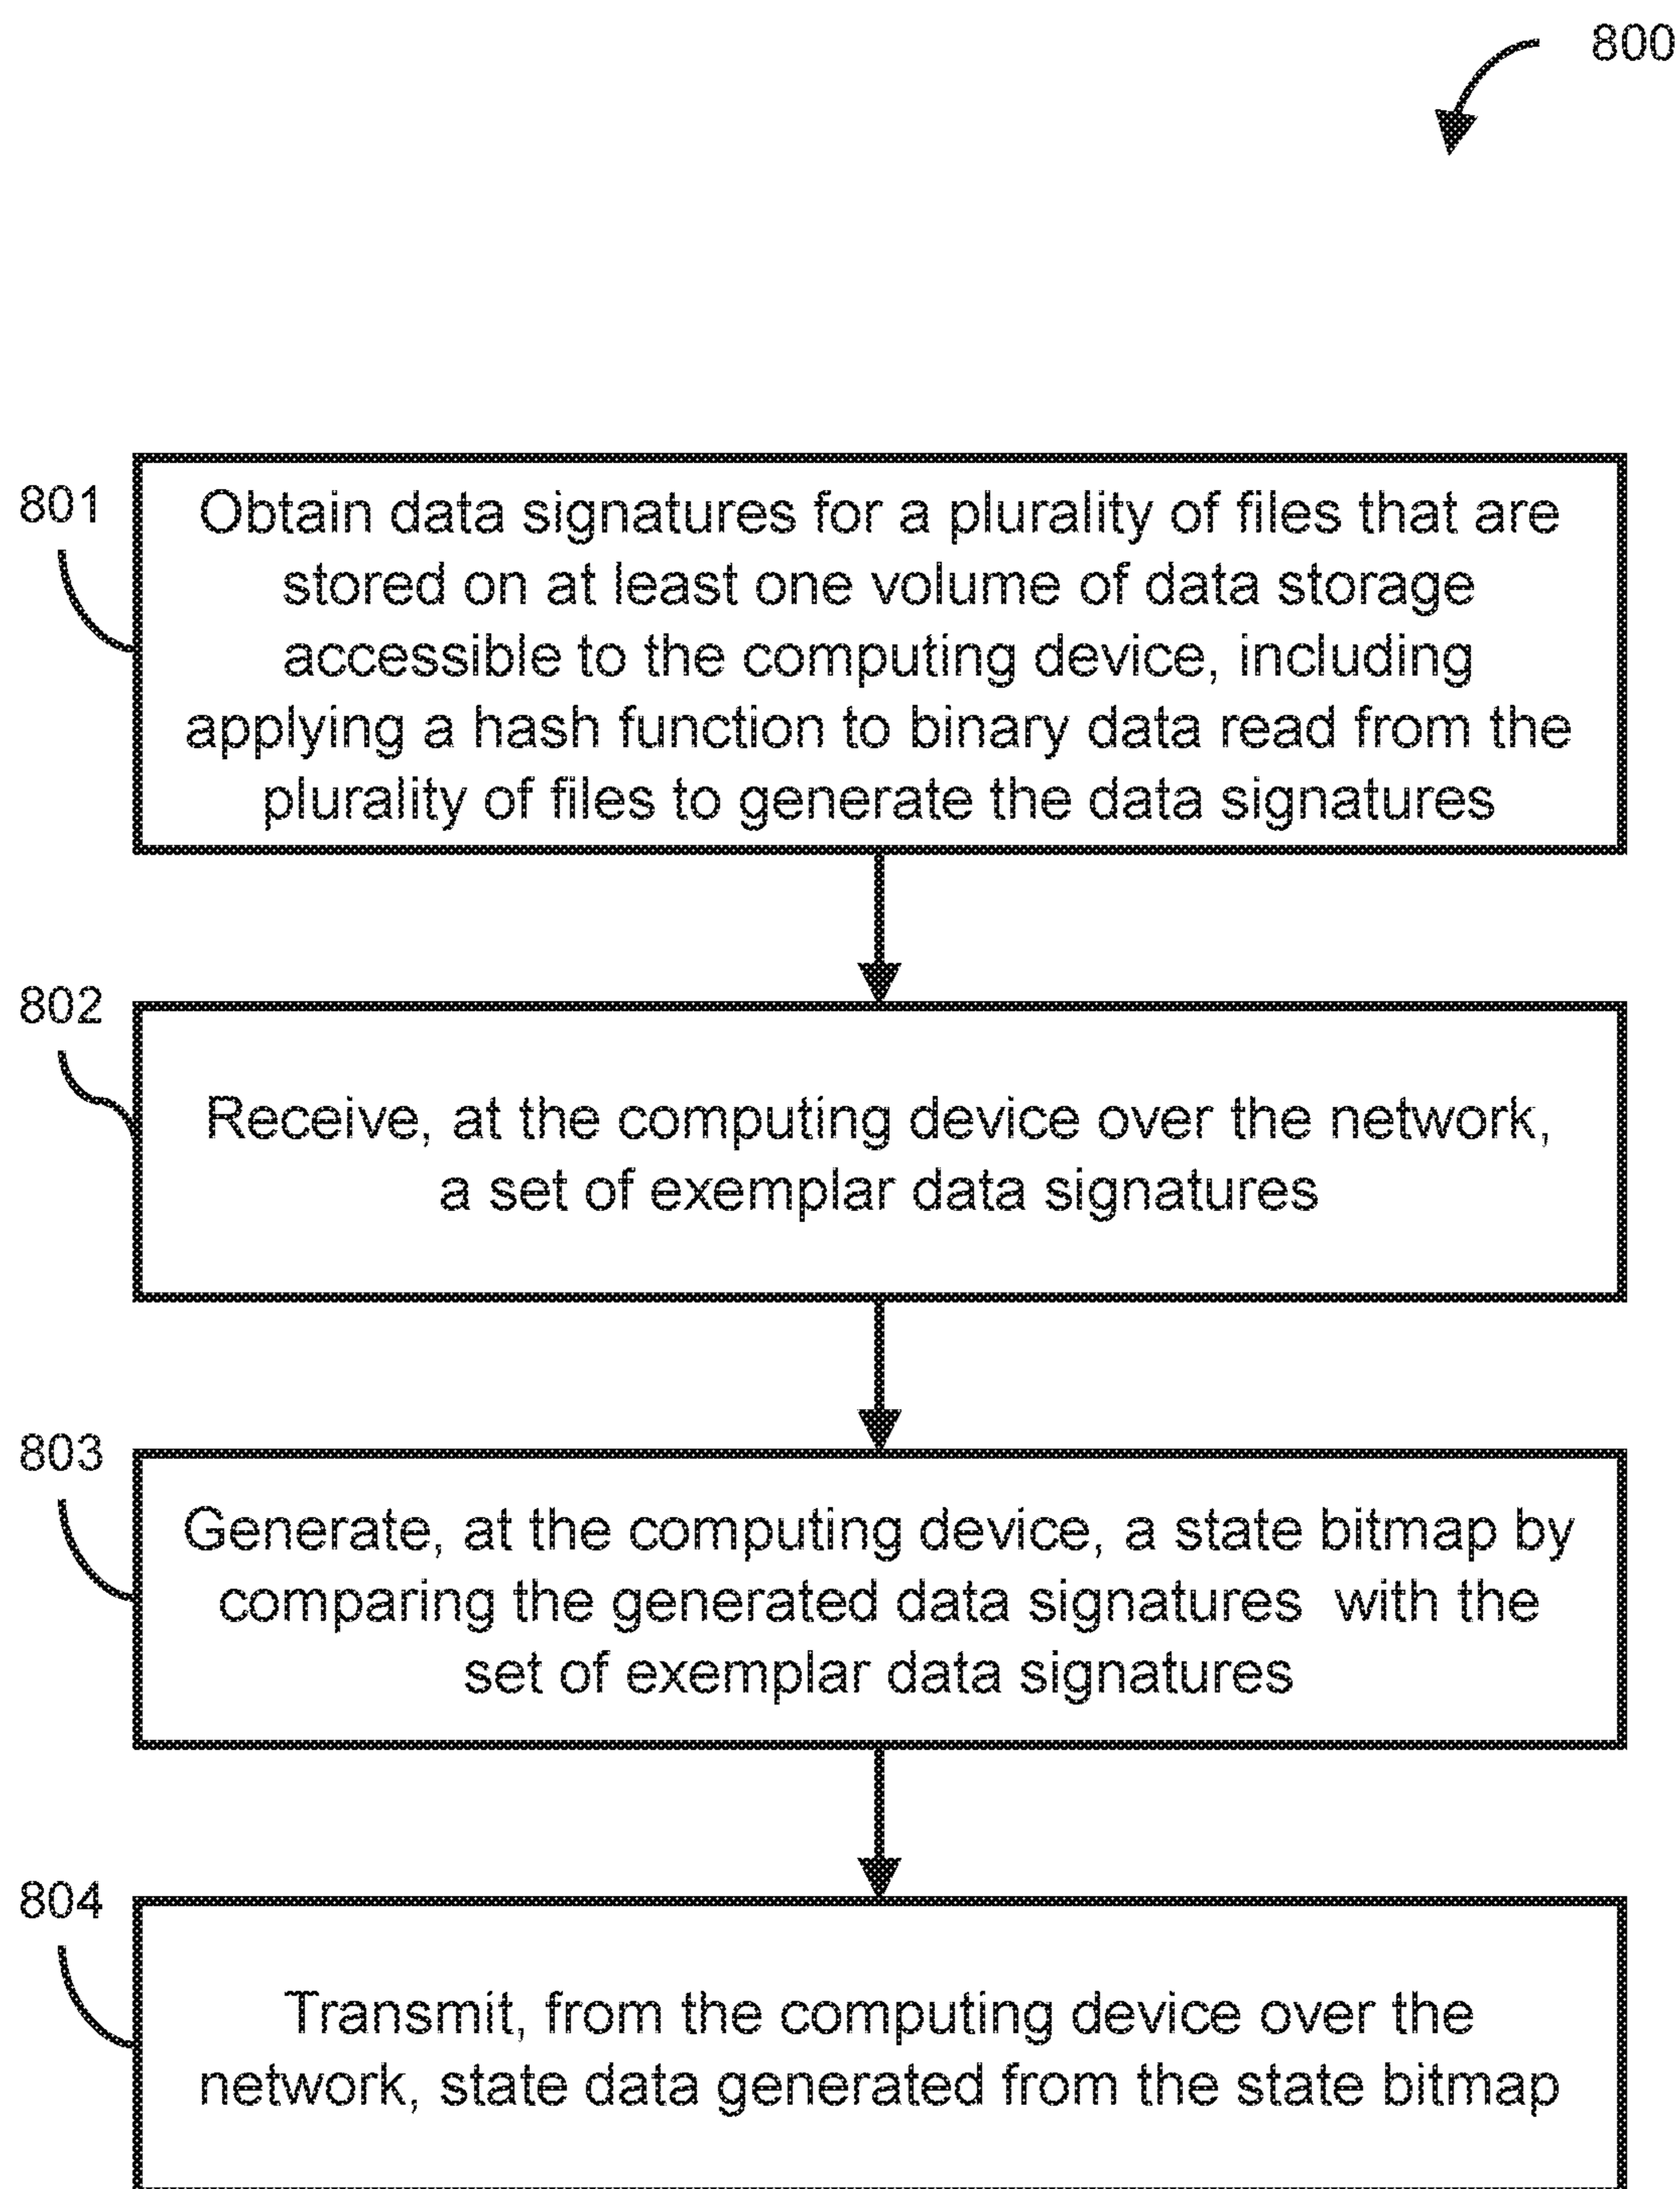 800
801
Obtain data signatures for a plurality of files that are
stored on at least one volume of data storage
accessible to the computing device, including
applying a hash function to binary data read from the
plurality of files to generate the data signatures
802
Receive, at the computing device over the network,
a set of exemplar data signatures
803
Generate, at the computing device, a state bitmap by
comparing the generated data signatures with the
set of exemplar data signatures
804
Transmit, from the computing device over the
network, state data generated from the state bitmap